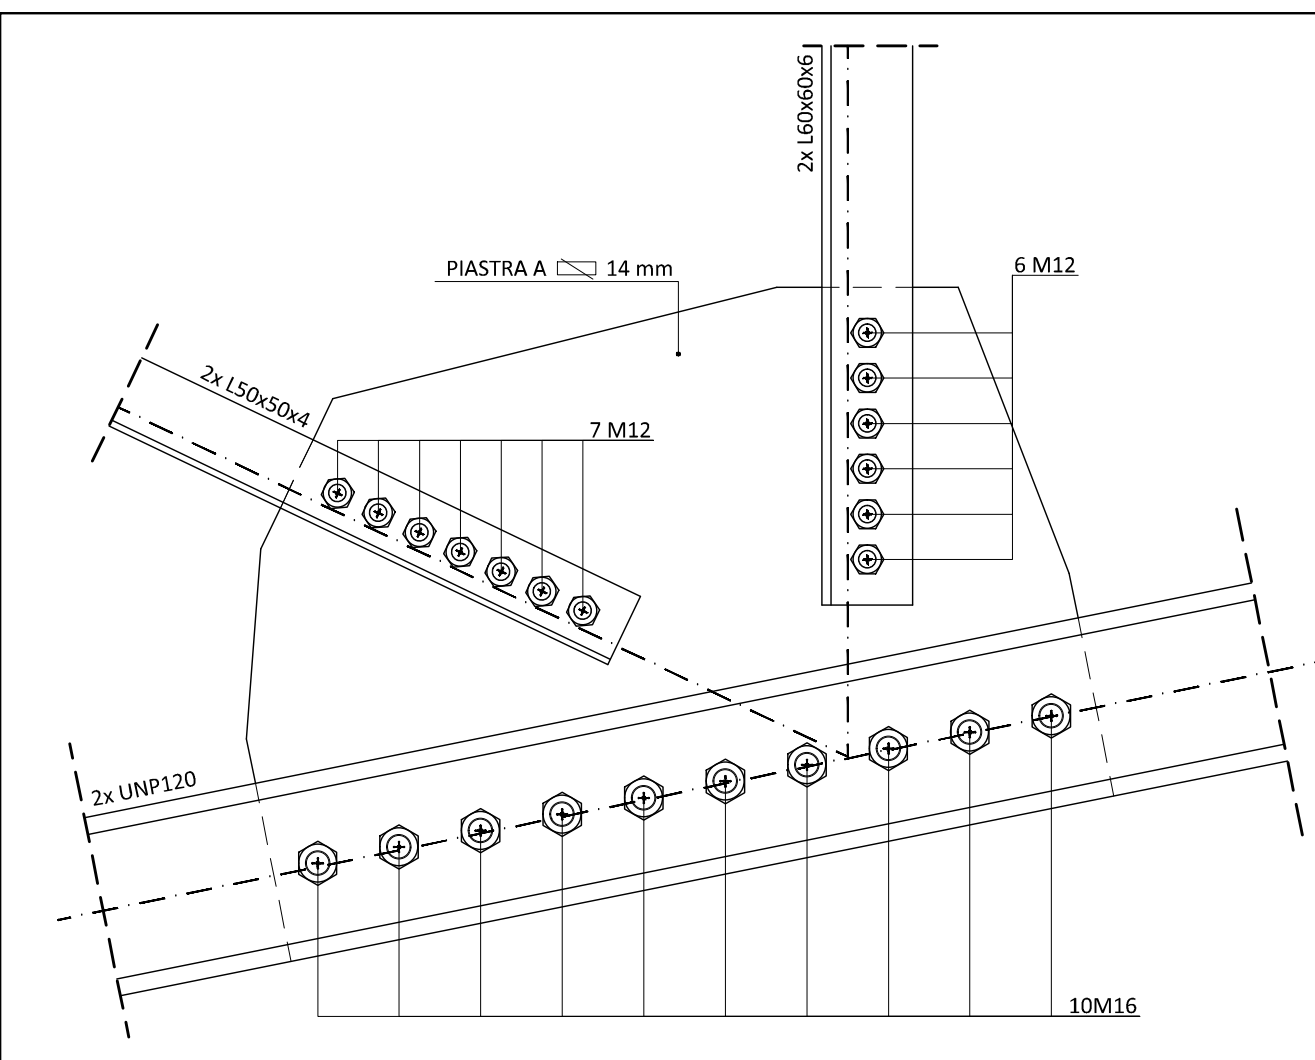 2x L60x60x6
PIASTRA A 14 mm
6 M12
2x L50x50x4
7 M12
2x UNP120
10M16